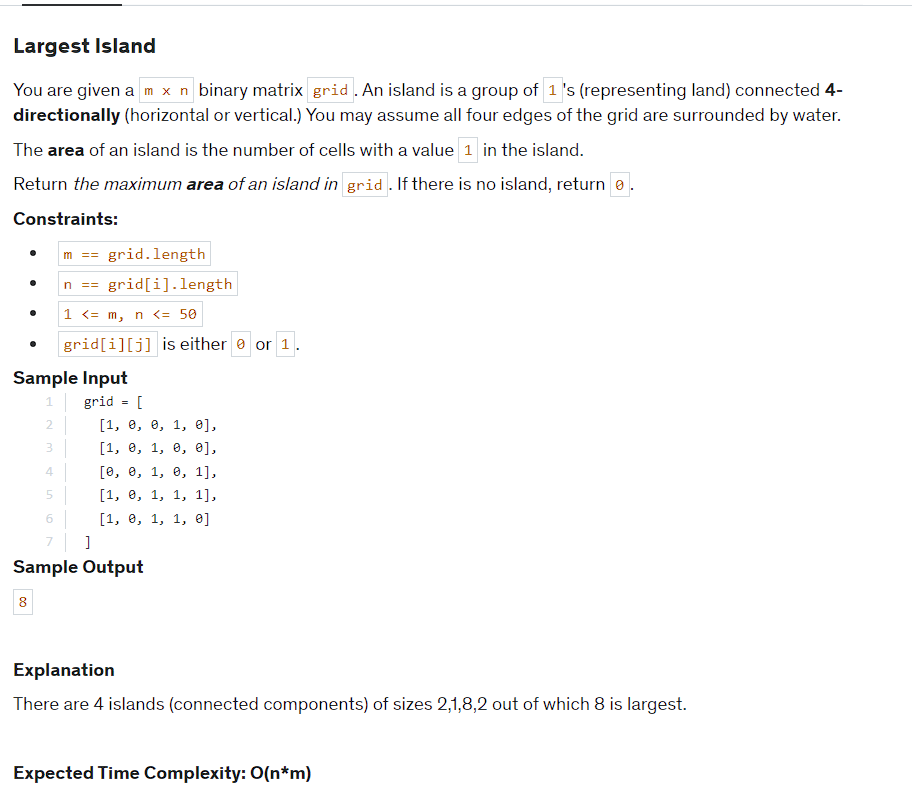 Largest Island
You are given a m x n binary matrix grid. An island is a group of 1's (representing land) connected 4-
directionally (horizontal or vertical.) You may assume all four edges of the grid are surrounded by water.
The area of an island is the number of cells with a value 1 in the island.
Return the maximum area of an island in grid. If there is no island, return 0.
Constraints:
• m == grid.length
• n == grid[i].length
• 1 <= m, n <= 50
• grid[i][j] is either 0 or 1.
Sample Input
1 grid = [
2 [1, 0, 0, 1, 0],
3 [1, 0, 1, 0, 0],
4 [0, 0, 1, 0, 1],
5 [1, 0, 1, 1, 1],
6 [1, 0, 1, 1, 0]
7 ]
Sample Output
8
Explanation
There are 4 islands (connected components) of sizes 2,1,8,2 out of which 8 is largest.
Expected Time Complexity: O(n*m)